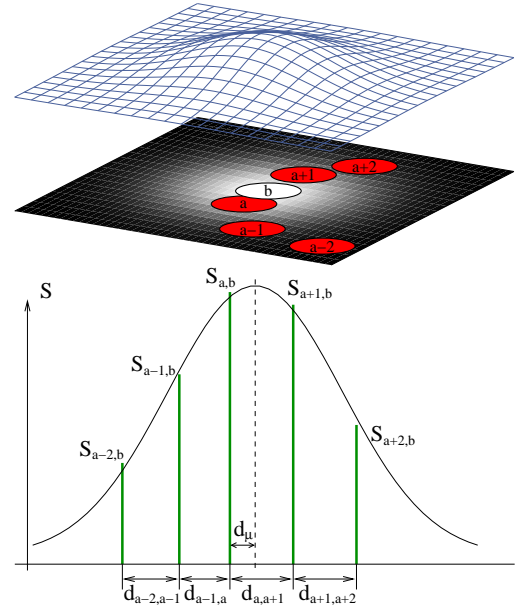 a+2
a+1
b
a
a−1
a−2
S
S_{a,b}
S_{a+1,b}
S_{a−1,b}
S_{a−2,b}
S_{a+2,b}
d_μ
d_{a−2,a−1} d_{a−1,a} d_{a,a+1} d_{a+1,a+2}